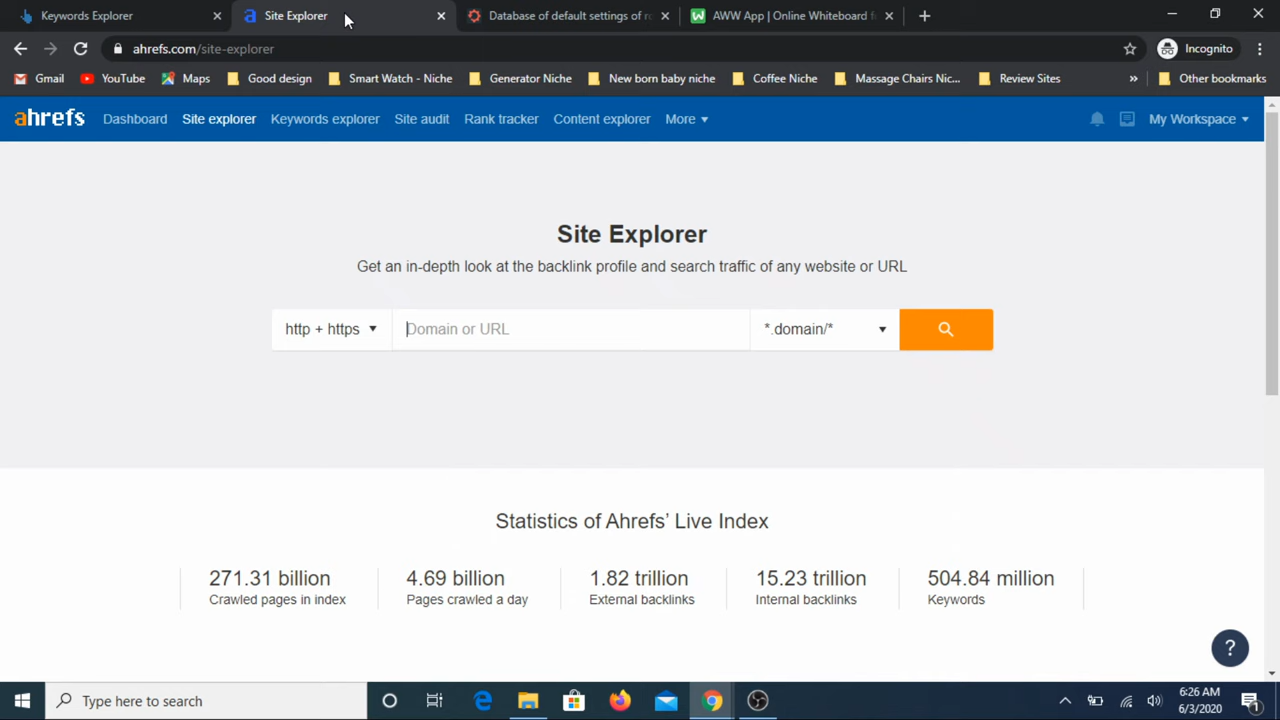 Keywords Explorer
Site Explorer
Database of default settings of ro
AWW App | Online Whiteboard f
ahrefs.com/site-explorer
Incognito
Gmail
YouTube
Maps
Good design
Smart Watch - Niche
Generator Niche
New born baby niche
Coffee Niche
Massage Chairs Nic...
Review Sites
»
Other bookmarks
ahrefs
Dashboard
Site explorer
Keywords explorer
Site audit
Rank tracker
Content explorer
More
My Workspace
Site Explorer
Get an in-depth look at the backlink profile and search traffic of any website or URL
http + https
Domain or URL
*.domain/*
Statistics of Ahrefs’ Live Index
271.31 billion
Crawled pages in index
4.69 billion
Pages crawled a day
1.82 trillion
External backlinks
15.23 trillion
Internal backlinks
504.84 million
Keywords
?
Type here to search
6:26 AM
6/3/2020
1